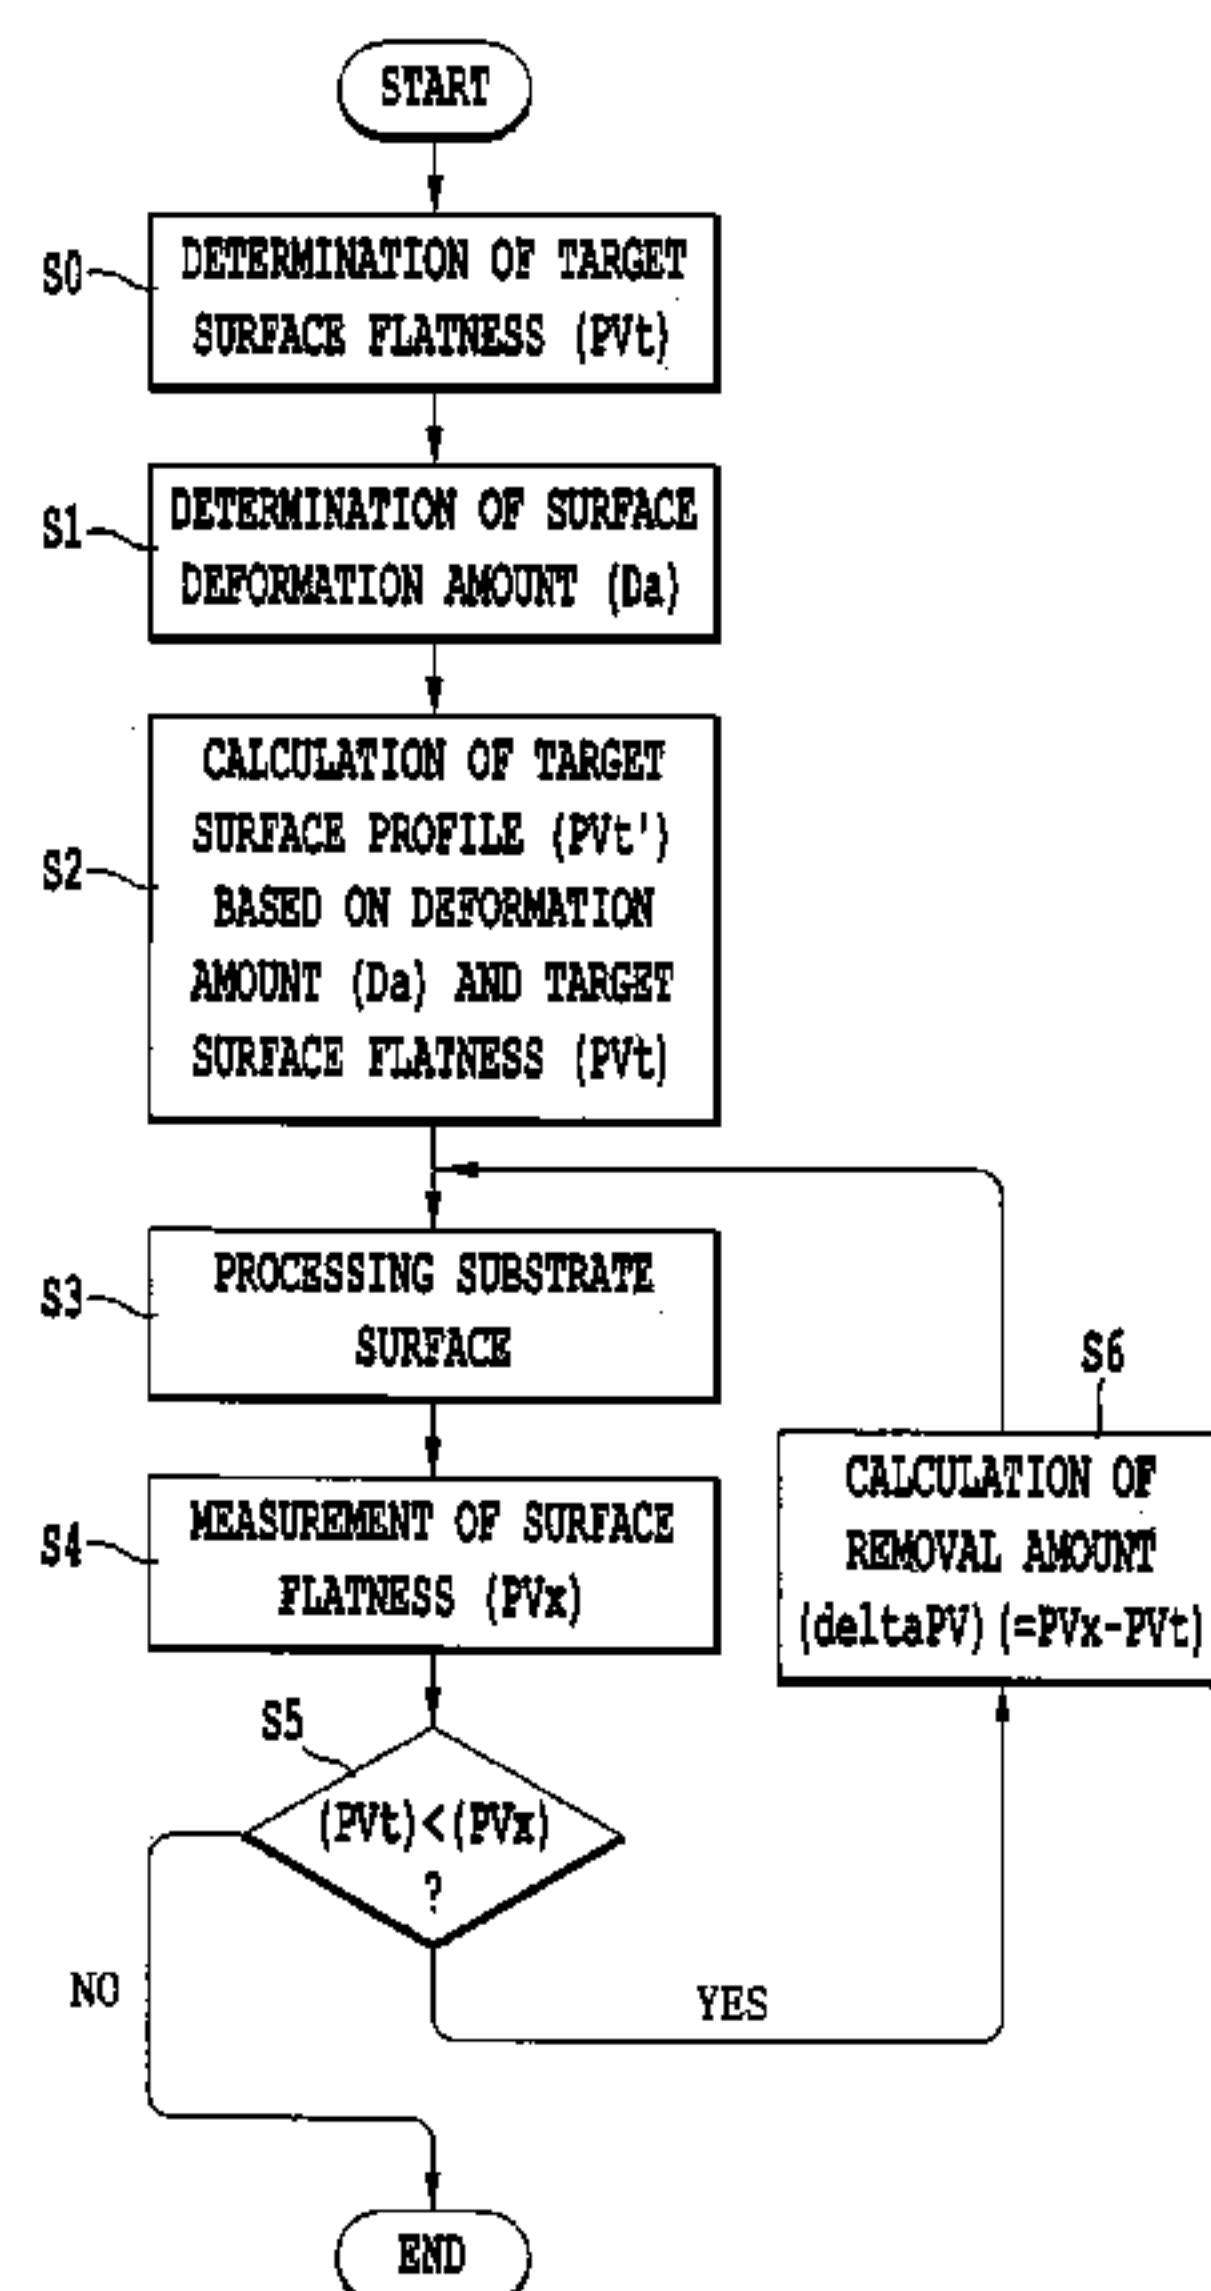 START
S0
DETERMINATION OF TARGET
SURFACE FLATNESS (PVt)
S1
DETERMINATION OF SURFACE
DEFORMATION AMOUNT (Da)
S2
CALCULATION OF TARGET
SURFACE PROFILE (PVt')
BASED ON DEFORMATION
AMOUNT (Da) AND TARGET
SURFACE FLATNESS (PVt)
S3
PROCESSING SUBSTRATE
SURFACE
S4
MEASUREMENT OF SURFACE
FLATNESS (PVx)
S6
CALCULATION OF
REMOVAL AMOUNT
(deltaPV)(=PVx-PVt)
S5
(PVt)<(PVx)
?
NO
YES
END